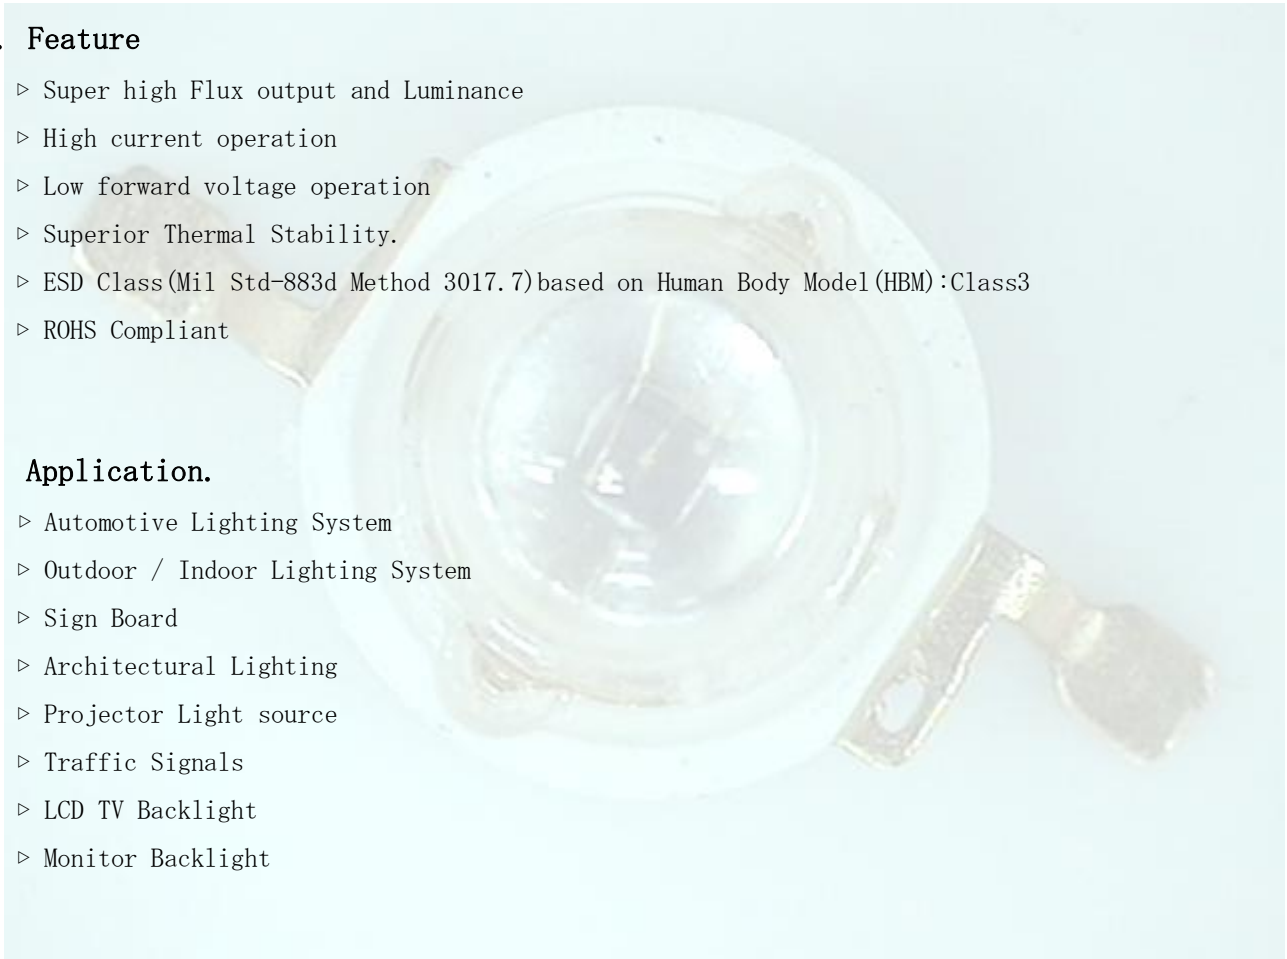 . Feature
▷ Super high Flux output and Luminance
▷ High current operation
▷ Low forward voltage operation
▷ Superior Thermal Stability.
▷ ESD Class(Mil Std-883d Method 3017.7)based on Human Body Model(HBM):Class3
▷ ROHS Compliant
Application.
▷ Automotive Lighting System
▷ Outdoor / Indoor Lighting System
▷ Sign Board
▷ Architectural Lighting
▷ Projector Light source
▷ Traffic Signals
▷ LCD TV Backlight
▷ Monitor Backlight